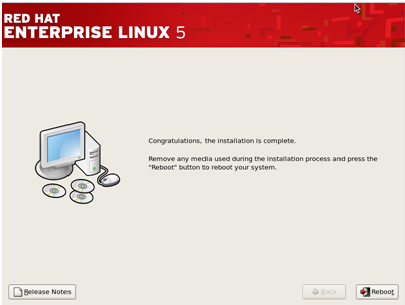 RED HAT
ENTERPRISE LINUX 5
Congratulations, the installation is complete.
Remove any media used during the installation process and press the
"Reboot" button to reboot your system.
Release Notes
Back
Reboot